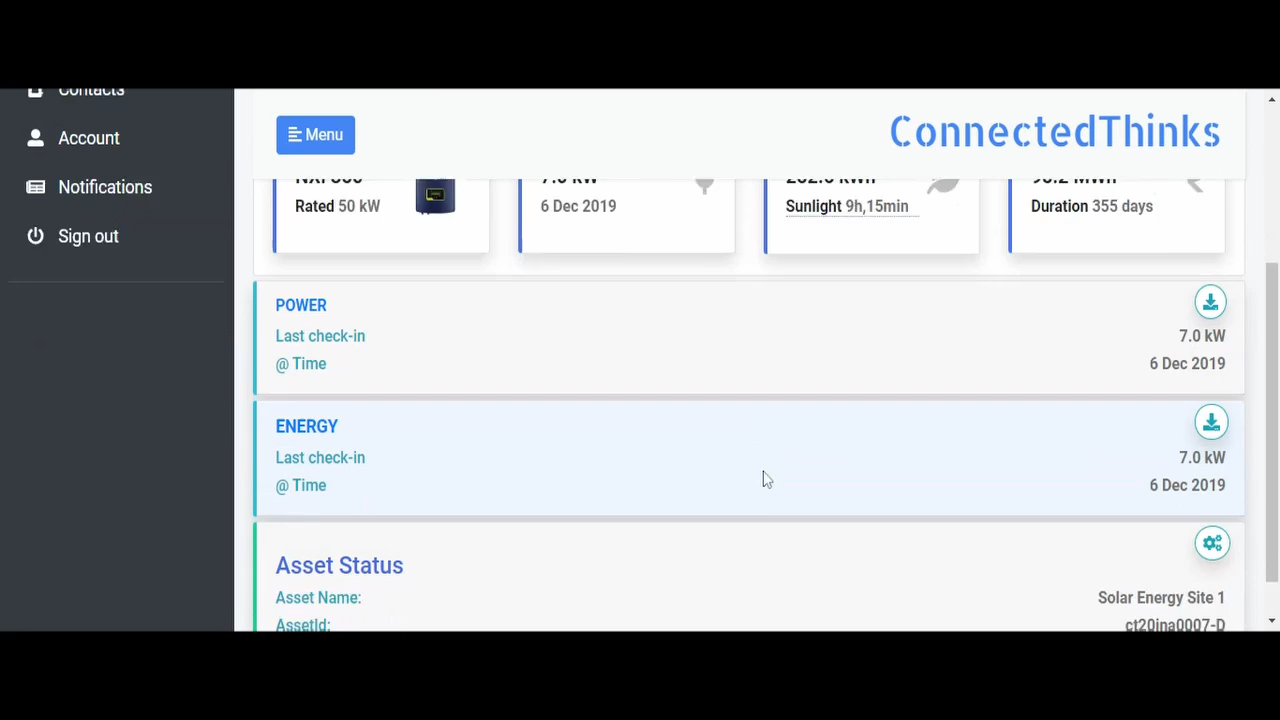 Contacts
Account
Notifications
Sign out
Menu
ConnectedThinks
Rated 50 kW
6 Dec 2019
Sunlight 9h,15min
Duration 355 days
POWER
Last check-in 7.0 kW
@ Time 6 Dec 2019
ENERGY
Last check-in 7.0 kW
@ Time 6 Dec 2019
Asset Status
Asset Name: Solar Energy Site 1
AssetId: ct20ina0007-D